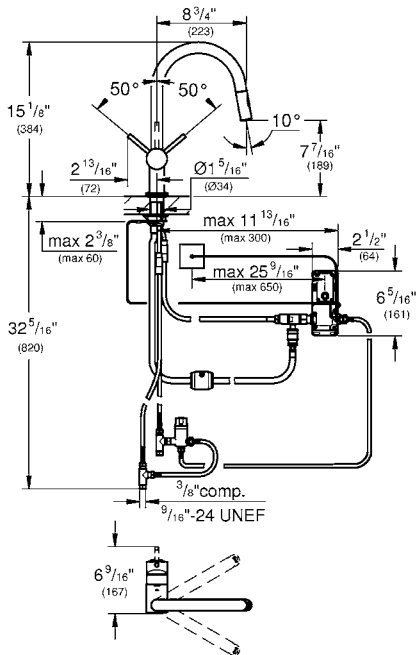 8 3/4"
(223)
50°
50°
15 1/8"
(384)
10°
7 7/16"
(189)
2 13/16"
(72)
Ø1 5/16"
(Ø34)
max 11 13/16"
(max 300)
max 2 3/8"
(max 60)
2 1/2"
(64)
max 25 9/16"
(max 650)
6 5/16"
(161)
32 5/16"
(820)
3/8"comp.
9/16"-24 UNEF
6 9/16"
(167)